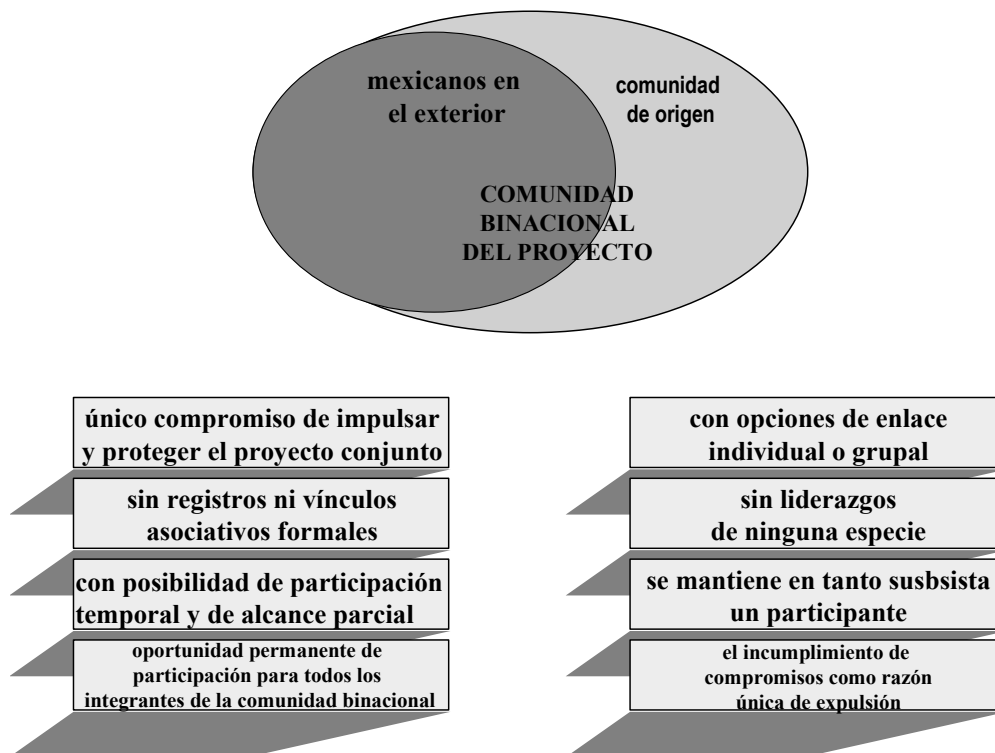 mexicanos en
el exterior
comunidad
de origen
COMUNIDAD
BINACIONAL
DEL PROYECTO
único compromiso de impulsar
y proteger el proyecto conjunto
sin registros ni vínculos
asociativos formales
con posibilidad de participación
temporal y de alcance parcial
oportunidad permanente de
participación para todos los
integrantes de la comunidad binacional
con opciones de enlace
individual o grupal
sin liderazgos
de ninguna especie
se mantiene en tanto susbsista
un participante
el incumplimiento de
compromisos como razón
única de expulsión